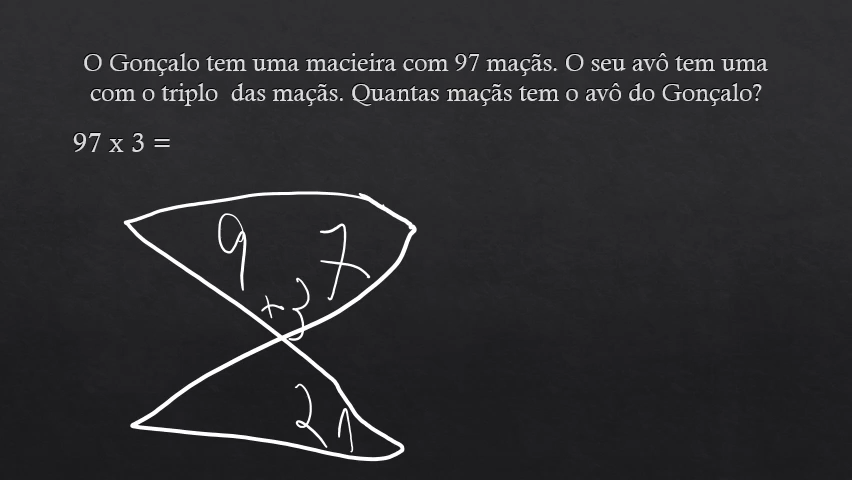 O Gonçalo tem uma macieira com 97 maçãs. O seu avô tem uma
com o triplo das maçãs. Quantas maçãs tem o avô do Gonçalo?
97 x 3 =
9 7
+ 3
21